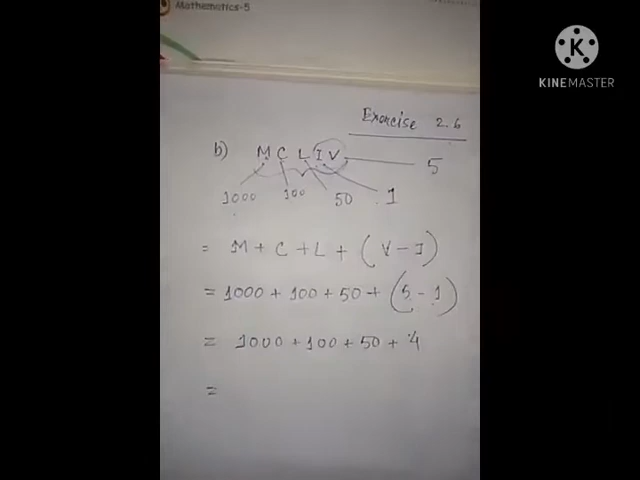 Mathematics-5
KINEMASTER
Exercise 2.6
b) M C L I V 5
1000 100 50 1
= M + C + L + (V - I)
= 1000 + 100 + 50 + (5 - 1)
= 1000 + 100 + 50 + 4
=